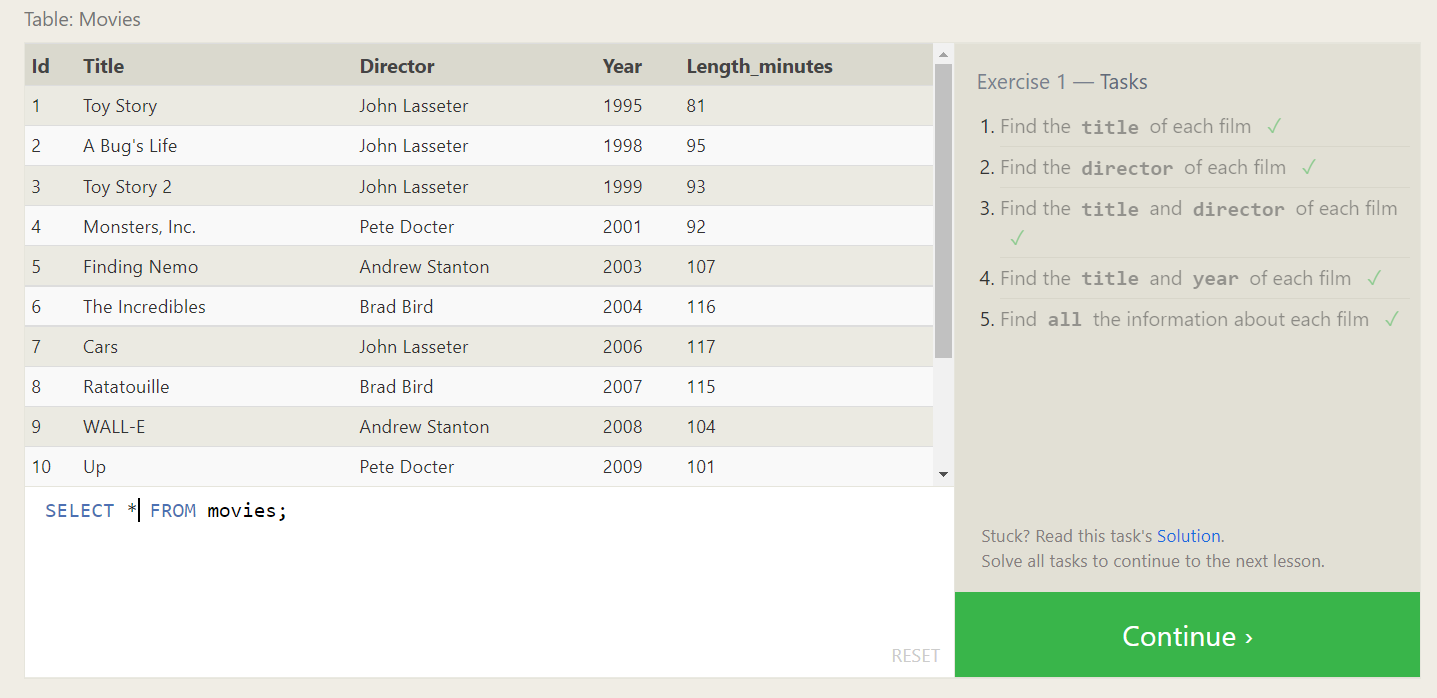 Table: Movies
Id Title Director Year Length_minutes
1 Toy Story John Lasseter 1995 81
2 A Bug's Life John Lasseter 1998 95
3 Toy Story 2 John Lasseter 1999 93
4 Monsters, Inc. Pete Docter 2001 92
5 Finding Nemo Andrew Stanton 2003 107
6 The Incredibles Brad Bird 2004 116
7 Cars John Lasseter 2006 117
8 Ratatouille Brad Bird 2007 115
9 WALL-E Andrew Stanton 2008 104
10 Up Pete Docter 2009 101
SELECT * FROM movies;
RESET
Exercise 1 — Tasks
1. Find the title of each film ✓
2. Find the director of each film ✓
3. Find the title and director of each film
✓
4. Find the title and year of each film ✓
5. Find all the information about each film ✓
Stuck? Read this task's Solution.
Solve all tasks to continue to the next lesson.
Continue ›